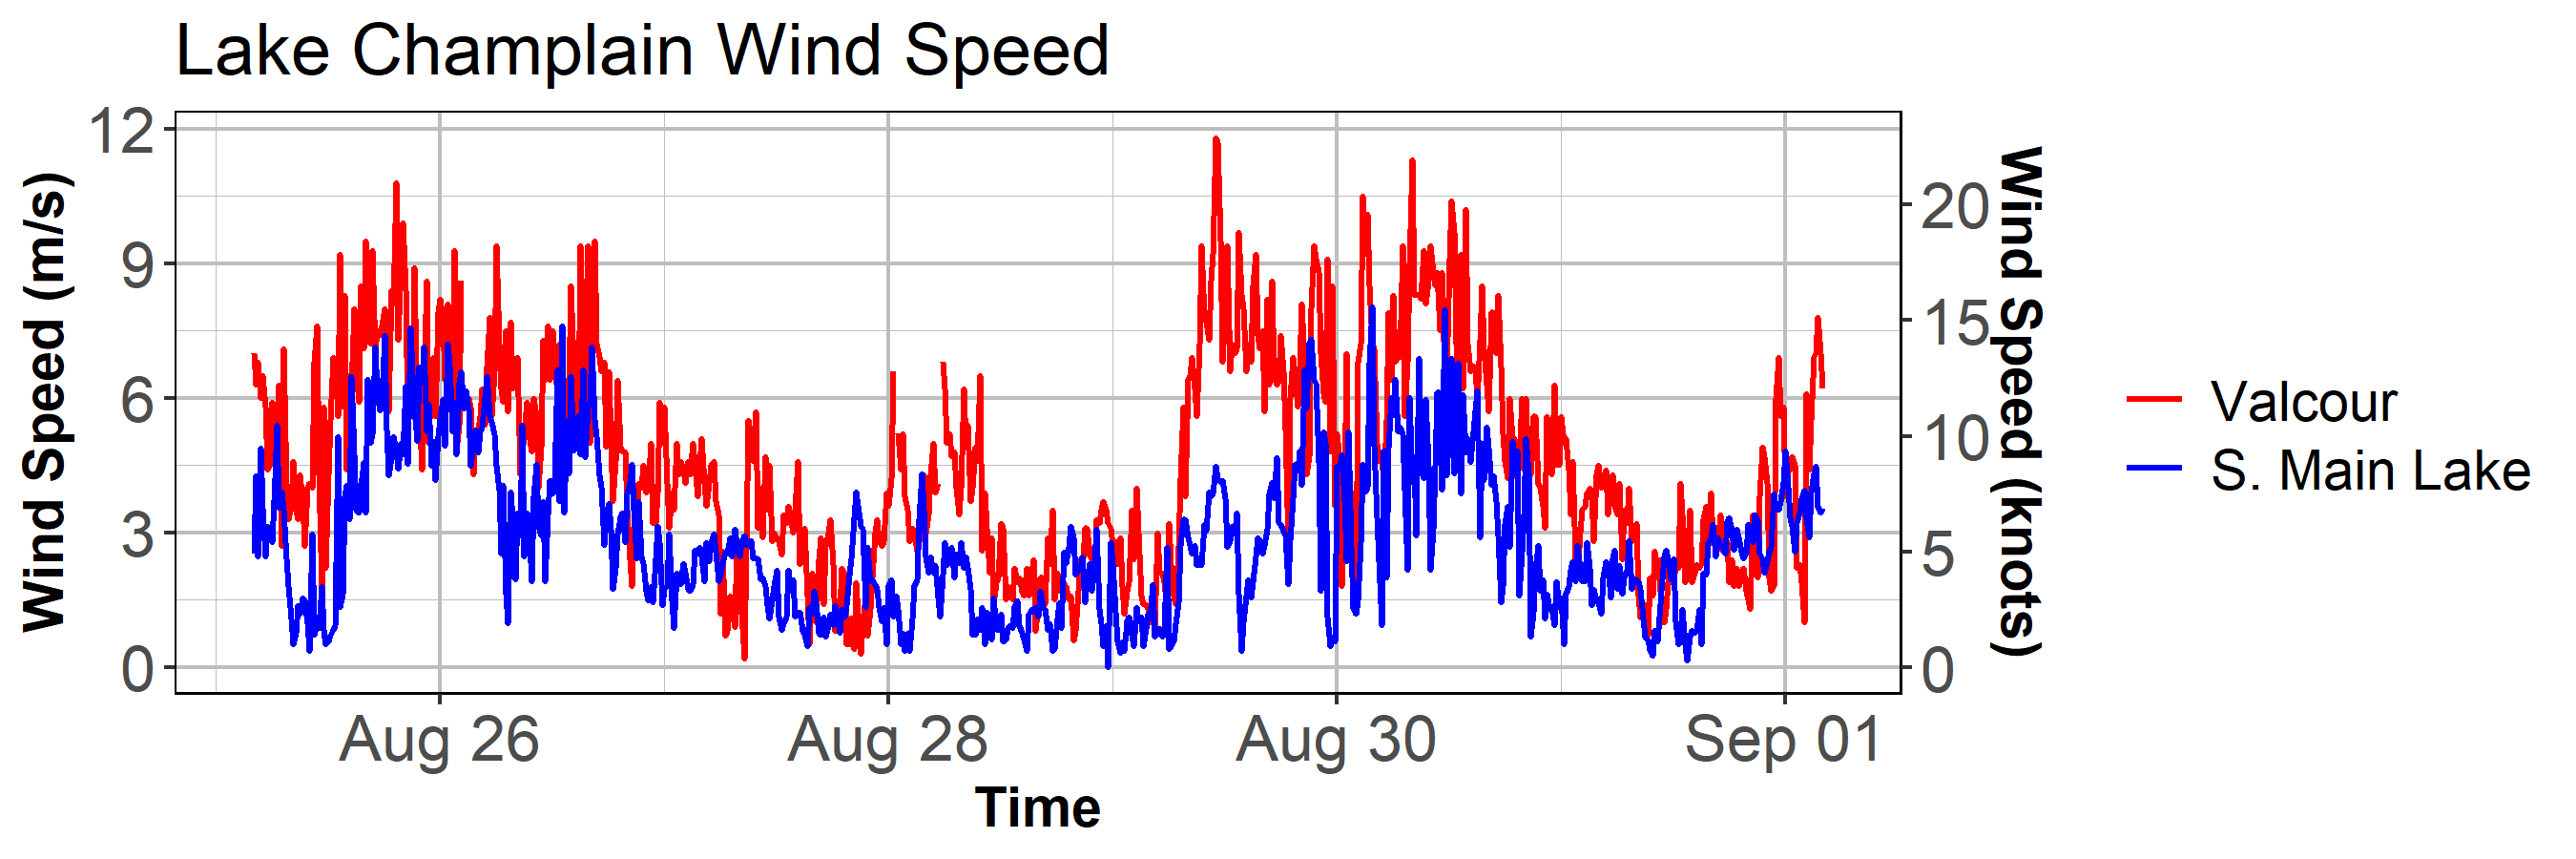 Lake Champlain Wind Speed
Wind Speed (m/s)
12
9
6
3
0
20
15
10
5
0
Wind Speed (knots)
Aug 26
Aug 28
Aug 30
Sep 01
Time
Valcour
S. Main Lake